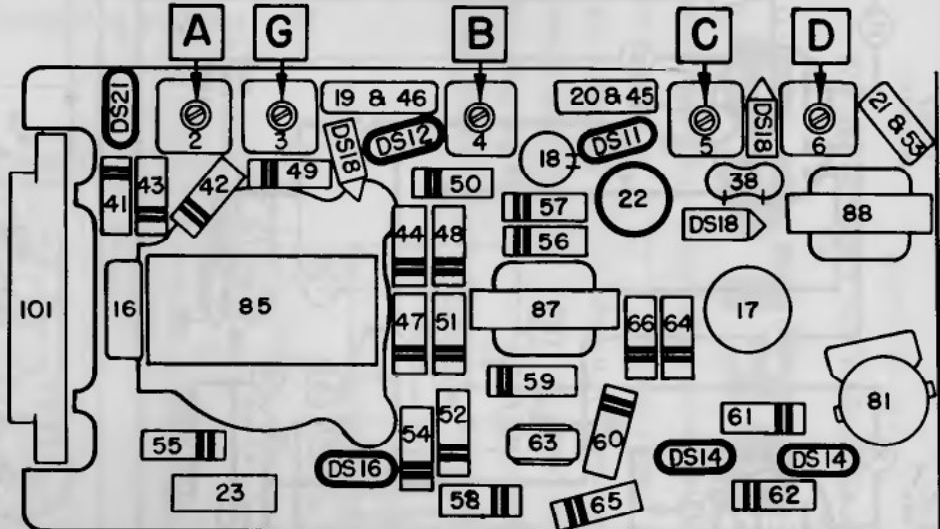 A G B C D
DS21 2 3 19 & 46 DS12 4 20 & 45 DS11 5 DS18 6 21 & 53
DS18 18
41 43 42 49 50 57 22 38 88
44 48 56 DS18
101 16 85 47 51 87 66 64 17
59 81
54 52 63 60 61
55 DS16 DS14 DS14
23 58 65 62